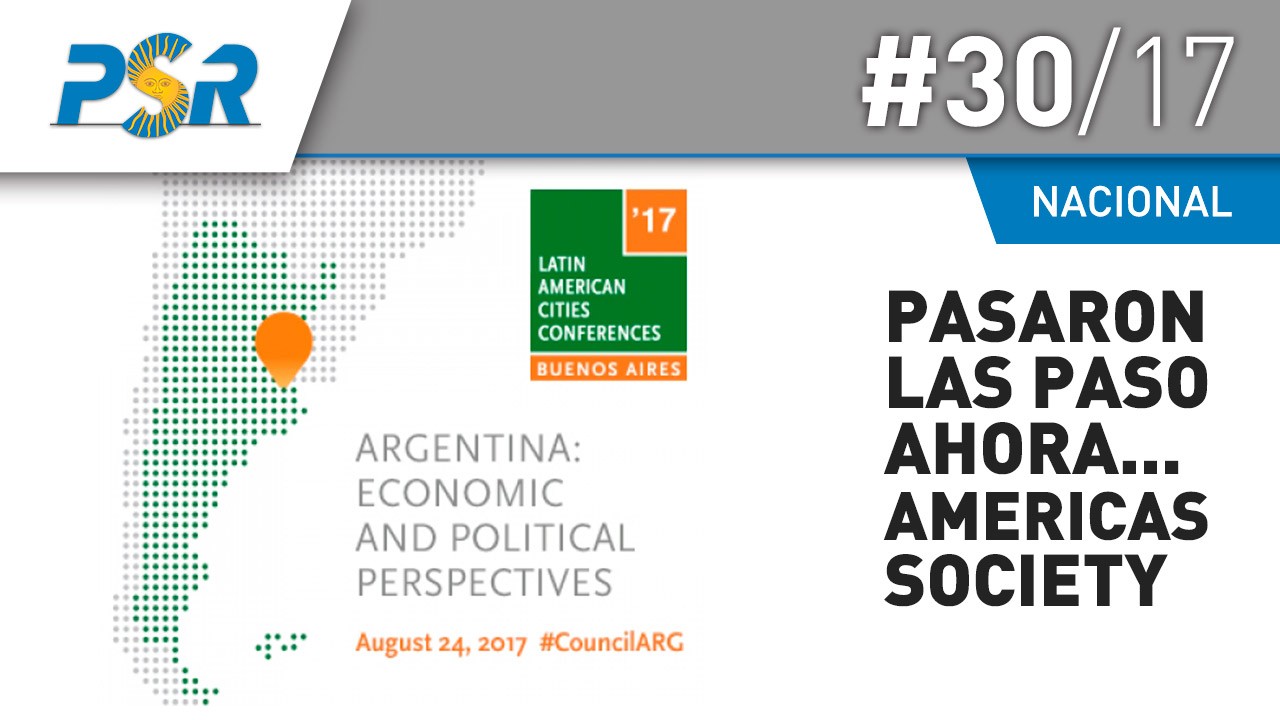 PSR
#30/17
NACIONAL
'17
LATIN
AMERICAN
CITIES
CONFERENCES
BUENOS AIRES
ARGENTINA:
ECONOMIC
AND POLITICAL
PERSPECTIVES
August 24, 2017 #CouncilARG
PASARON
LAS PASO
AHORA...
AMERICAS
SOCIETY